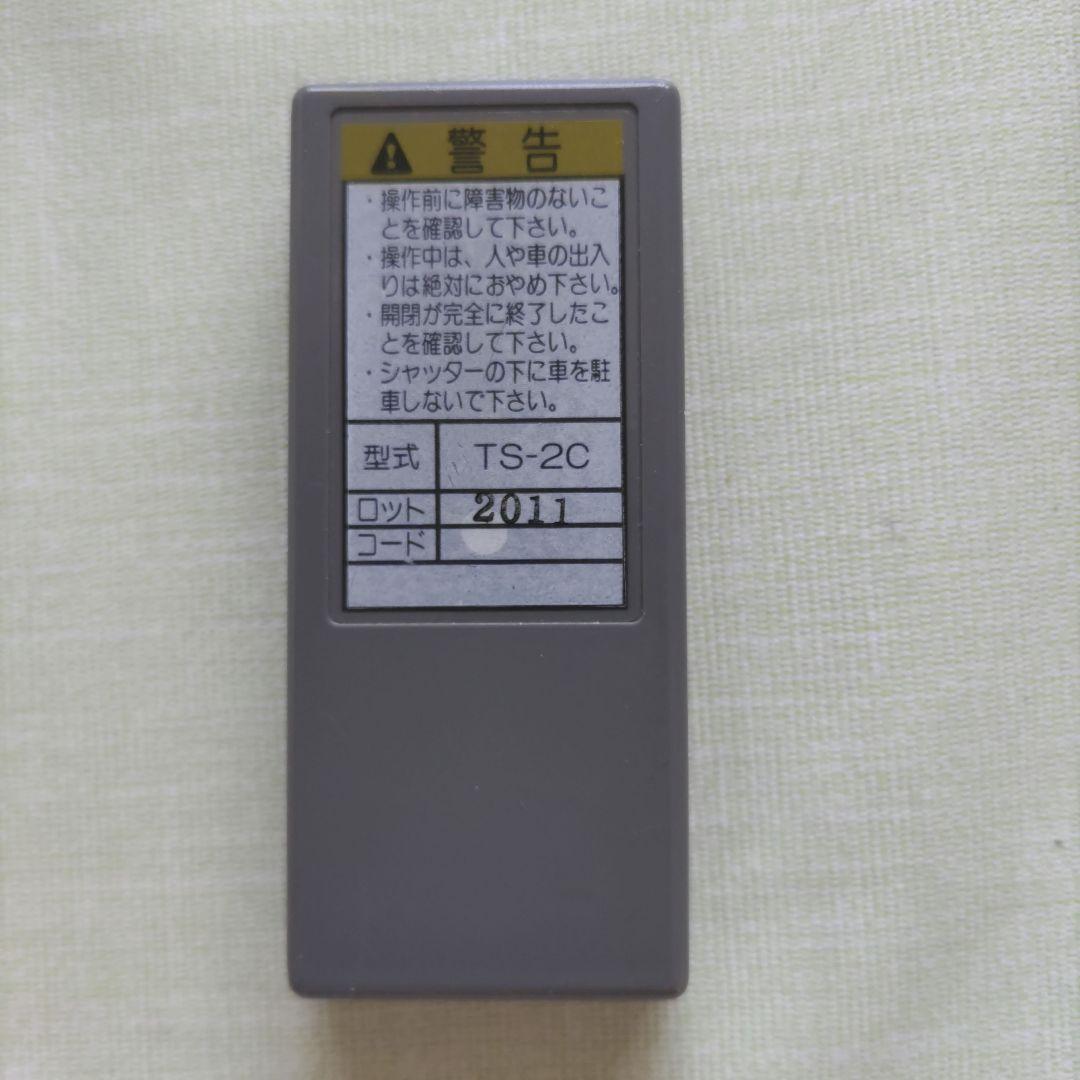 警告
・操作前に障害物のないこ
とを確認して下さい。
・操作中は、人や車の出入
りは絶対におやめ下さい。
・開閉が完全に終了したこ
とを確認して下さい。
・シャッターの下に車を駐
車しないで下さい。
型式 TS-2C
ロット 2011
コード